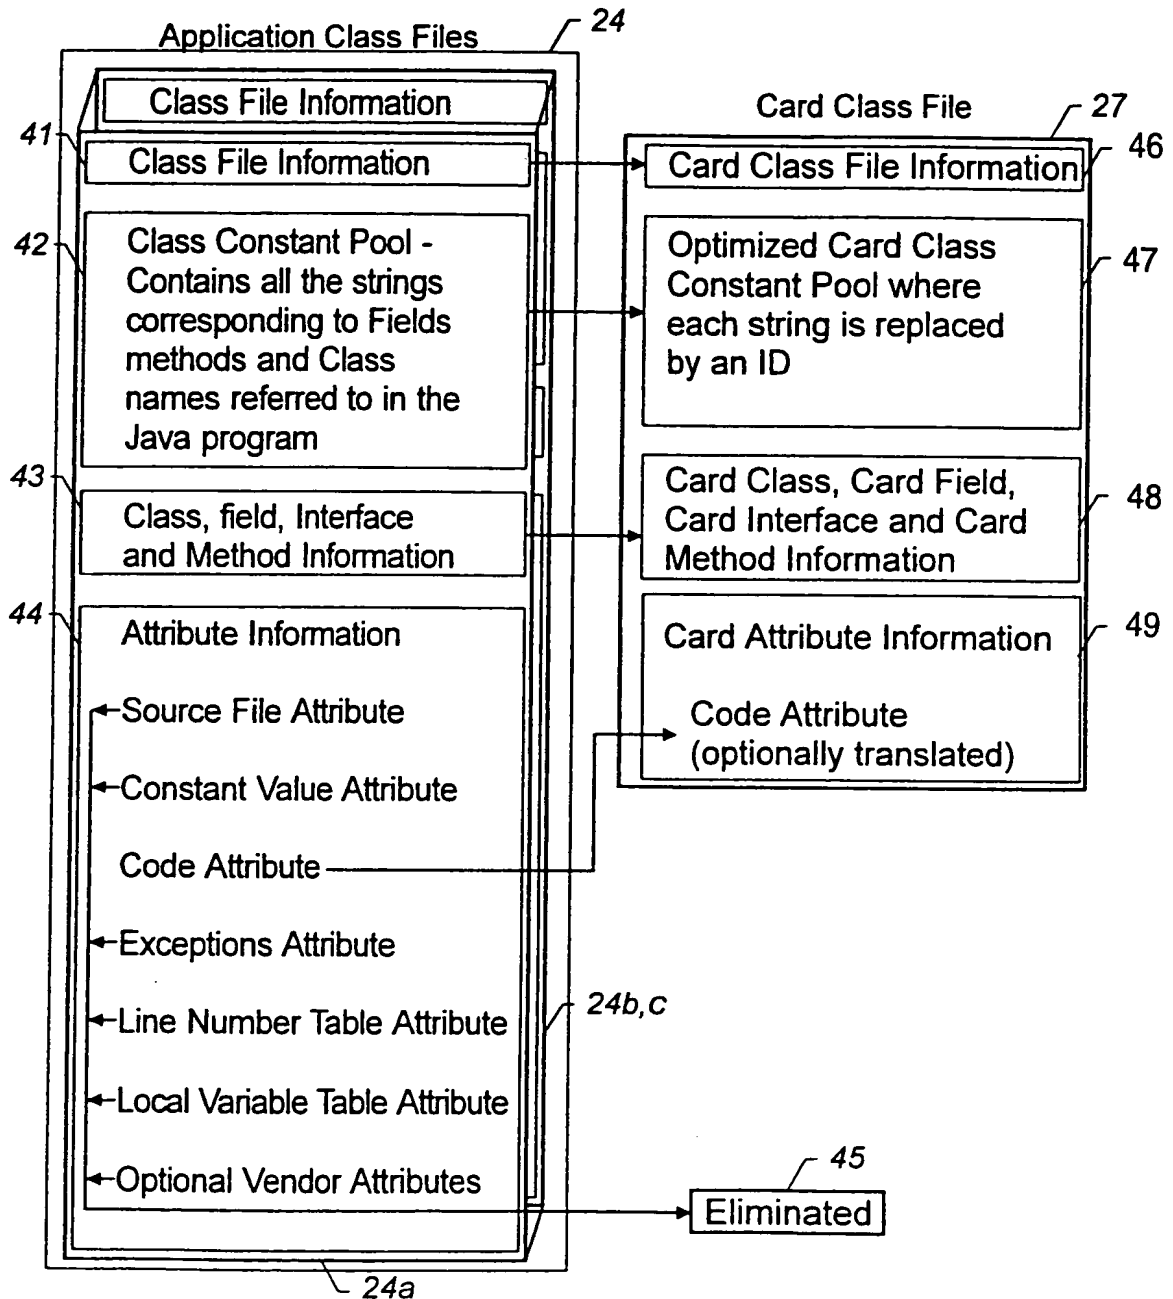 Application Class Files
24
Class File Information
41
Class File Information
42
Class Constant Pool -
Contains all the strings
corresponding to Fields
methods and Class
names referred to in the
Java program
43
Class, field, Interface
and Method Information
44
Attribute Information
Source File Attribute
Constant Value Attribute
Code Attribute
Exceptions Attribute
Line Number Table Attribute
Local Variable Table Attribute
Optional Vendor Attributes
24b,c
24a
Card Class File
27
Card Class File Information
46
Optimized Card Class
Constant Pool where
each string is replaced
by an ID
47
Card Class, Card Field,
Card Interface and Card
Method Information
48
Card Attribute Information
49
Code Attribute
(optionally translated)
45
Eliminated